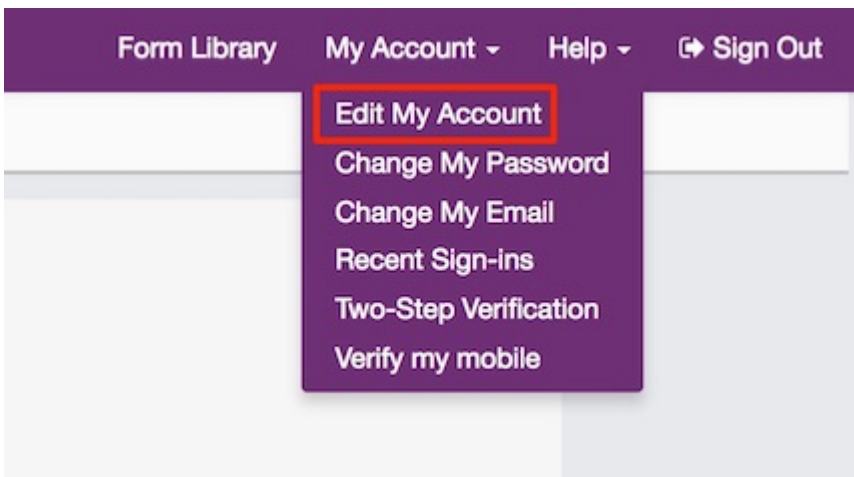 Form Library My Account Help Sign Out
Edit My Account
Change My Password
Change My Email
Recent Sign-ins
Two-Step Verification
Verify my mobile